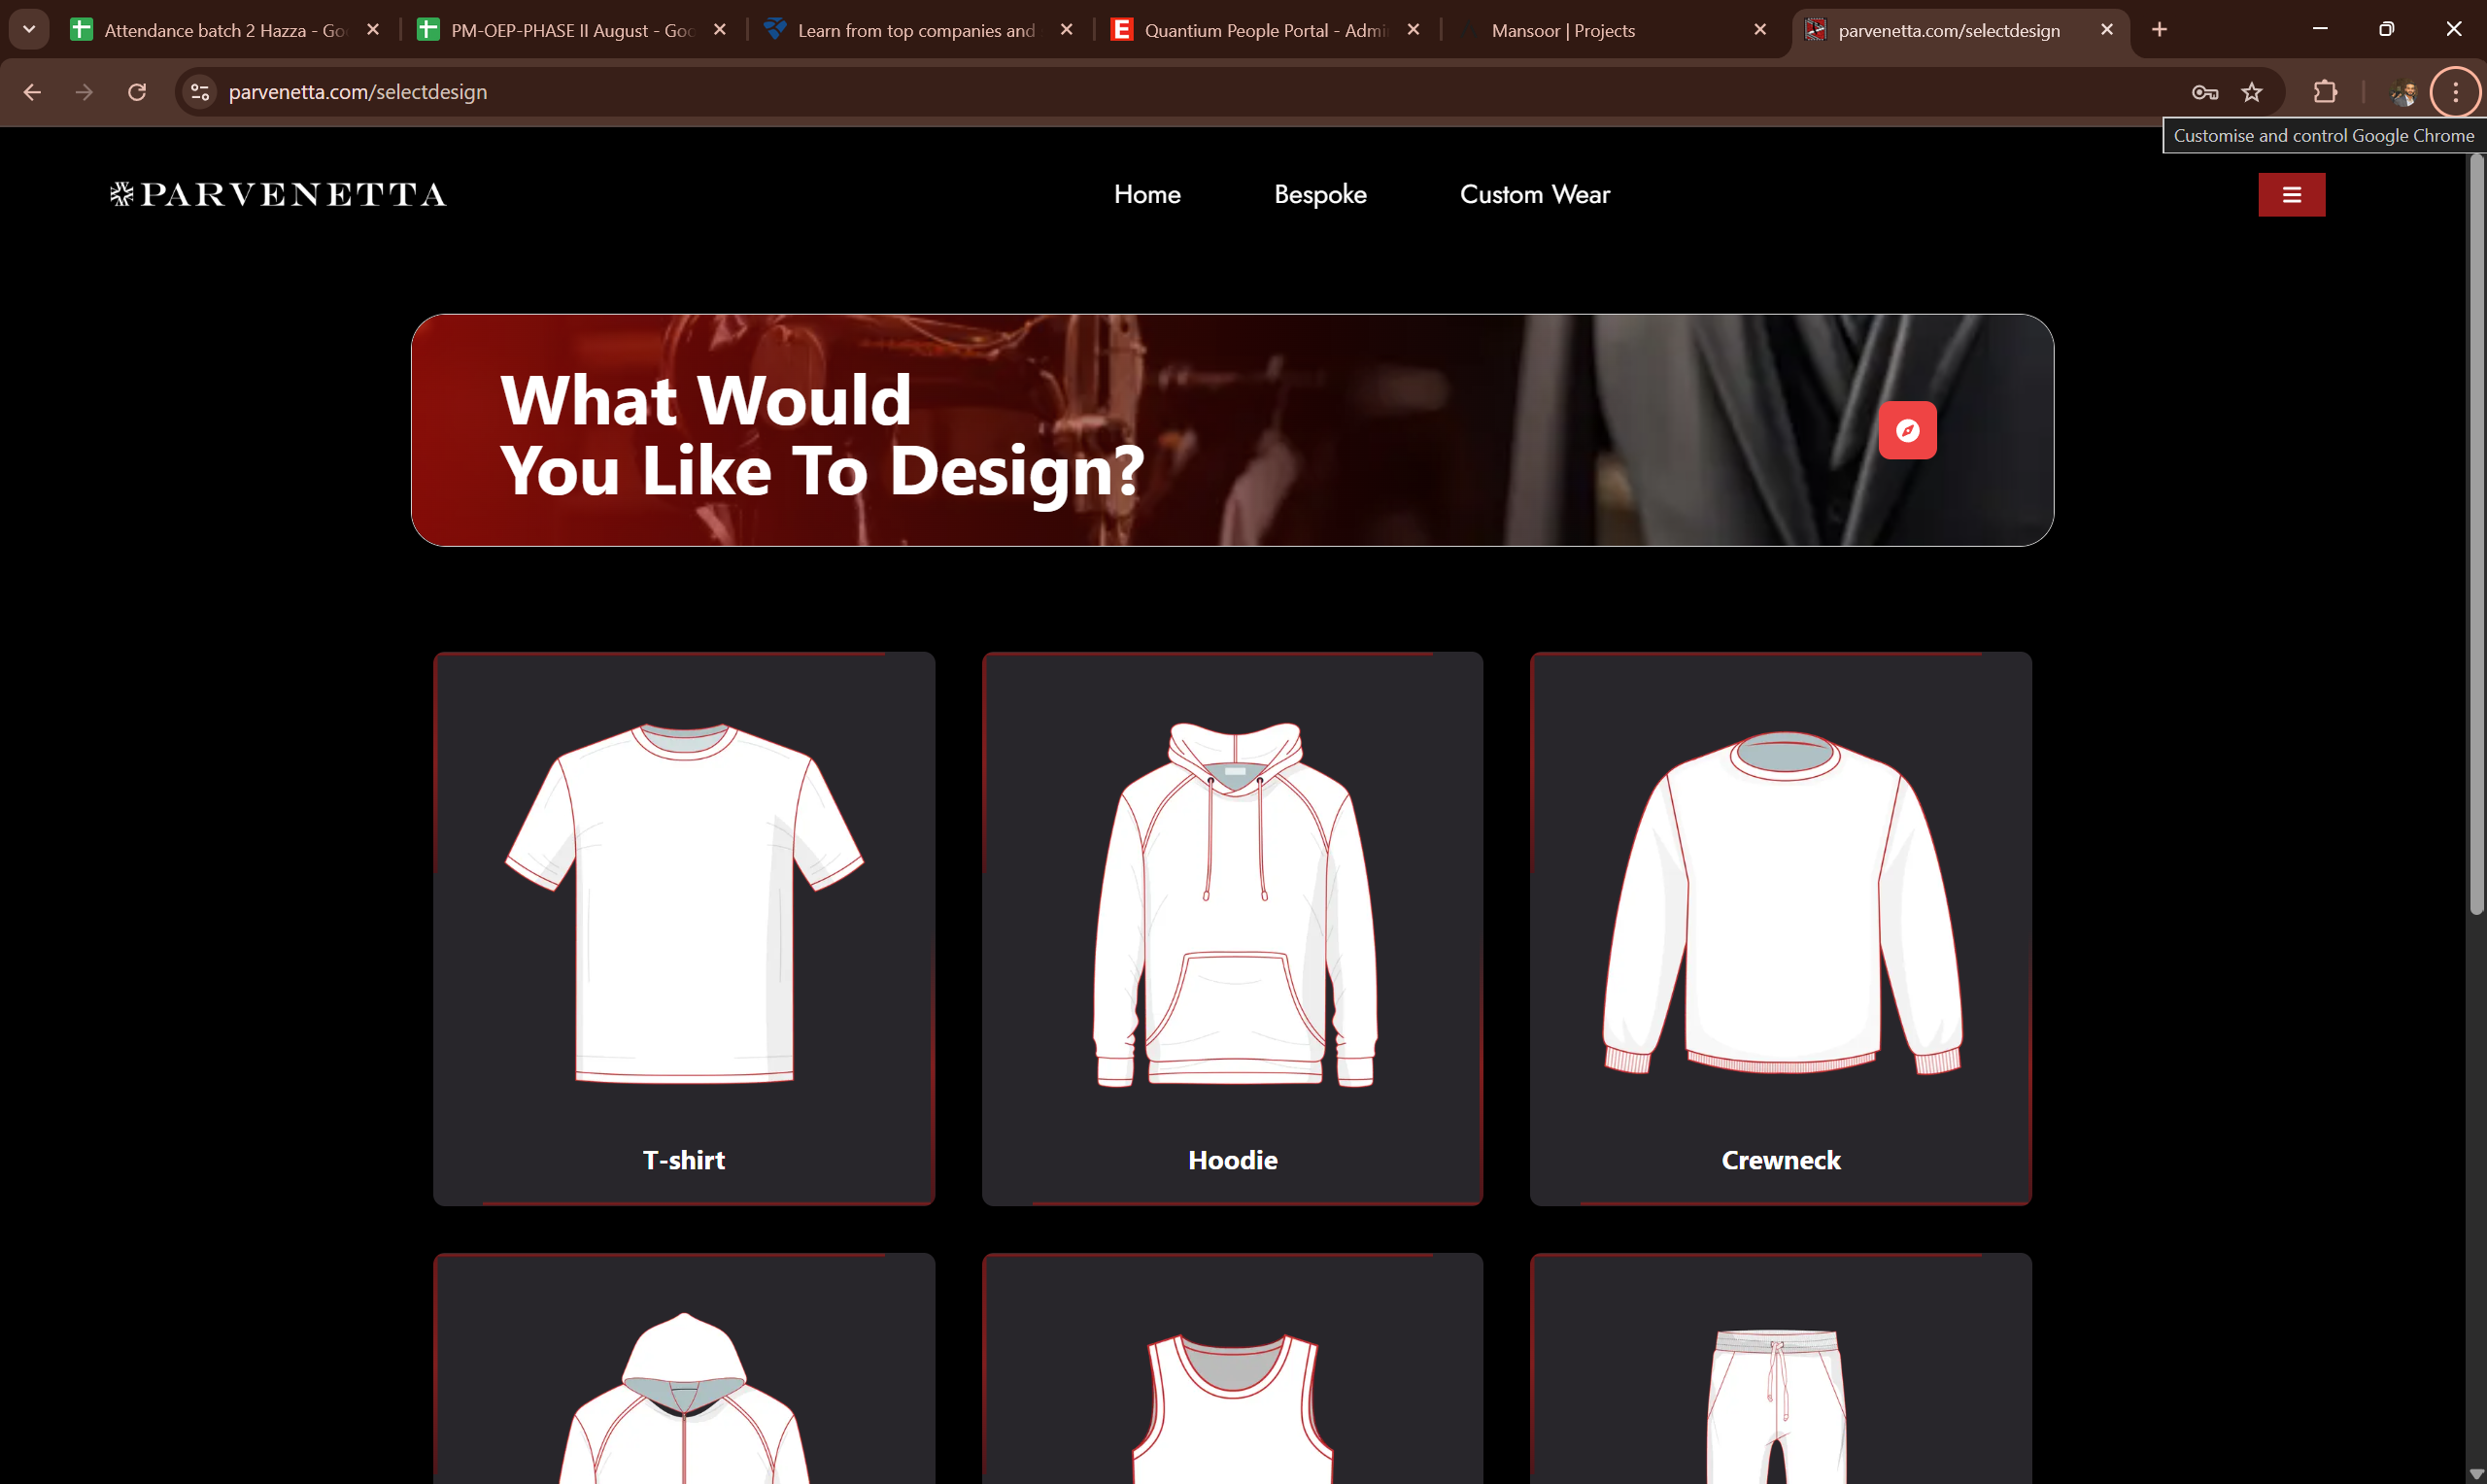 Attendance batch 2 Hazza - Go
PM-OEP-PHASE II August - Goo
Learn from top companies and
Quantium People Portal - Admi
Mansoor | Projects
parvenetta.com/selectdesign
parvenetta.com/selectdesign
Customise and control Google Chrome
PARVENETTA
Home
Bespoke
Custom Wear
What Would
You Like To Design?
T-shirt
Hoodie
Crewneck